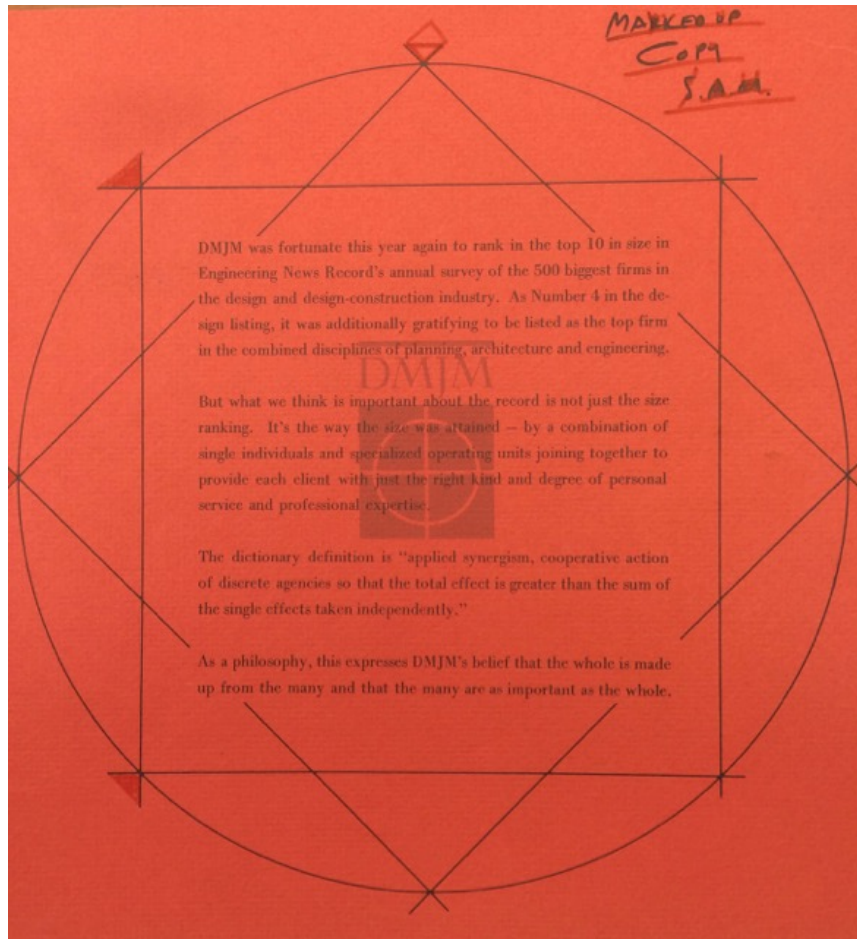 MARKED UP
COPY
S.A.M.
DMJM was fortunate this year again to rank in the top 10 in size in
Engineering News Record's annual survey of the 500 biggest firms in
the design and design-construction industry. As Number 4 in the de-
sign listing, it was additionally gratifying to be listed as the top firm
in the combined disciplines of planning, architecture and engineering.
DMJM
But what we think is important about the record is not just the size
ranking. It's the way the size was attained — by a combination of
single individuals and specialized operating units joining together to
provide each client with just the right kind and degree of personal
service and professional expertise.
The dictionary definition is "applied synergism, cooperative action
of discrete agencies so that the total effect is greater than the sum of
the single effects taken independently."
As a philosophy, this expresses DMJM's belief that the whole is made
up from the many and that the many are as important as the whole.